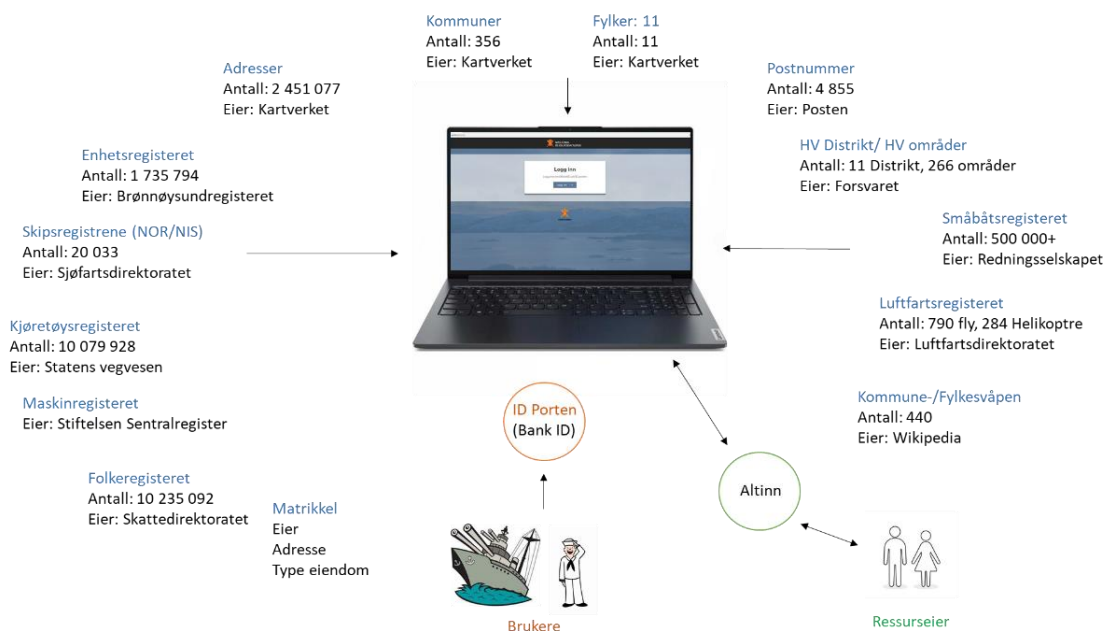 Kommuner
Antall: 356
Eier: Kartverket
Fylker: 11
Antall: 11
Eier: Kartverket
Adresser
Antall: 2 451 077
Eier: Kartverket
Postnummer
Antall: 4 855
Eier: Posten
Enhetsregisteret
Antall: 1 735 794
Eier: Brønnøysundregisteret
HV Distrikt/ HV områder
Antall: 11 Distrikt, 266 områder
Eier: Forsvaret
Logg inn
Skipsregistrene (NOR/NIS)
Antall: 20 033
Eier: Sjøfartsdirektoratet
Småbåtsregisteret
Antall: 500 000+
Eier: Redningsselskapet
Kjøretøysregisteret
Antall: 10 079 928
Eier: Statens vegvesen
Luftfartsregisteret
Antall: 790 fly, 284 Helikoptre
Eier: Luftfartsdirektoratet
Maskinregisteret
Eier: Stiftelsen Sentralregister
ID Porten
(Bank ID)
Kommune-/Fylkesvåpen
Antall: 440
Eier: Wikipedia
Folkeregisteret
Antall: 10 235 092
Eier: Skattedirektoratet
Matrikkel
Eier
Adresse
Type eiendom
Altinn
Brukere
Ressurseier